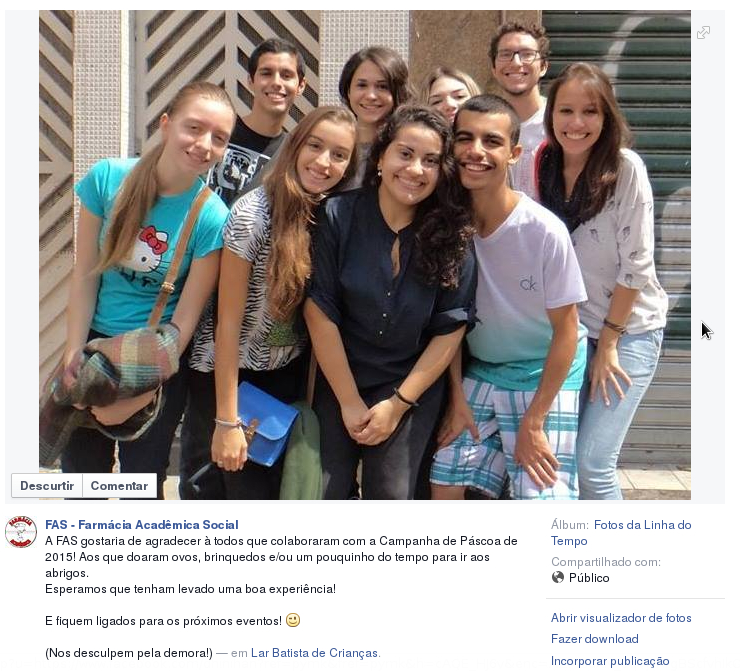 ck
Descurtir Comentar
FAS - Farmácia Acadêmica Social
A FAS gostaria de agradecer à todos que colaboraram com a Campanha de Páscoa de
2015! Aos que doaram ovos, brinquedos e/ou um pouquinho do tempo para ir aos
abrigos.
Esperamos que tenham levado uma boa experiência!
E fiquem ligados para os próximos eventos!
(Nos desculpem pela demora!) — em Lar Batista de Crianças.
Álbum: Fotos da Linha do
Tempo
Compartilhado com:
Público
Abrir visualizador de fotos
Fazer download
Incorporar publicação